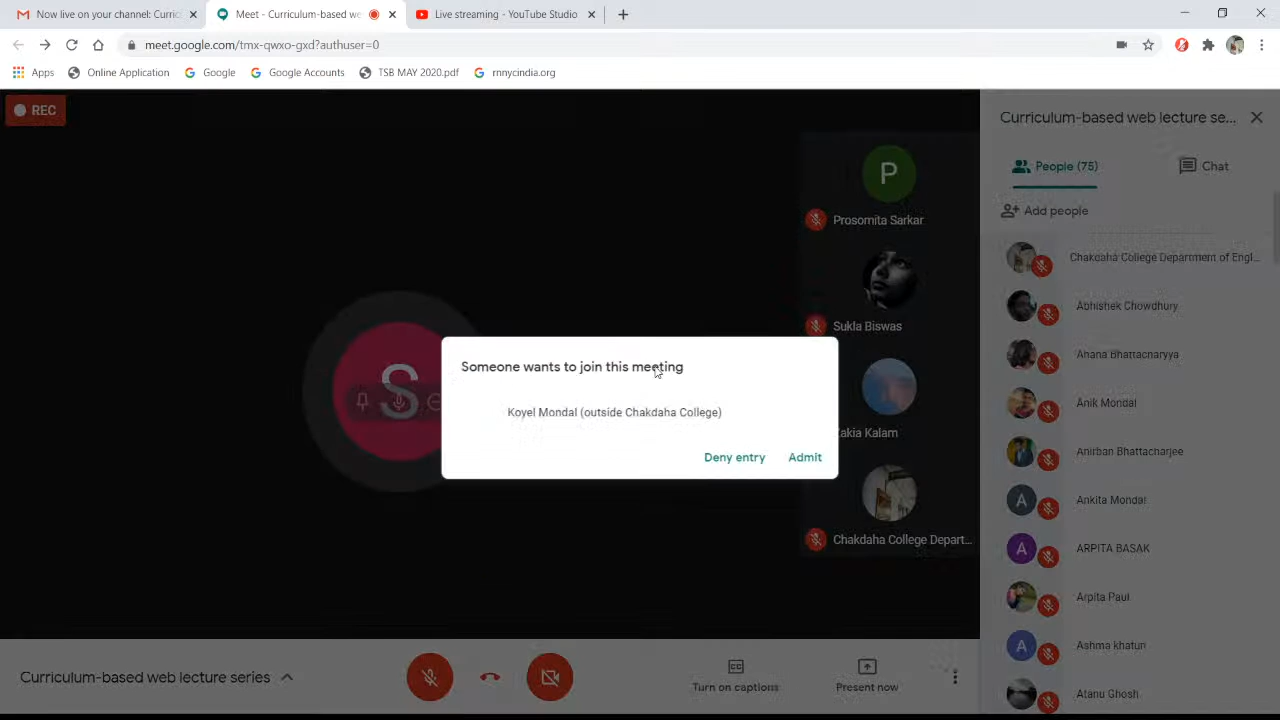 Now live on your channel: Curric
Meet - Curriculum-based we
Live streaming - YouTube Studio
meet.google.com/tmx-qwxo-gxd?authuser=0
Apps
Online Application
Google
Google Accounts
TSB MAY 2020.pdf
rnnycindia.org
REC
Curriculum-based web lecture se...
People (75)
Chat
Add people
P
Prosomita Sarkar
Sukla Biswas
Zakia Kalam
Chakdaha College Depart...
S
Someone wants to join this meeting
Koyel Mondal (outside Chakdaha College)
Deny entry
Admit
Chakdaha College Department of Engl...
Abhishek Chowdhury
Ahana Bhattacharyya
Anik Mondal
Anirban Bhattacharjee
A
Ankita Mondal
A
ARPITA BASAK
Arpita Paul
A
Ashma khatun
Atanu Ghosh
Curriculum-based web lecture series
Turn on captions
Present now